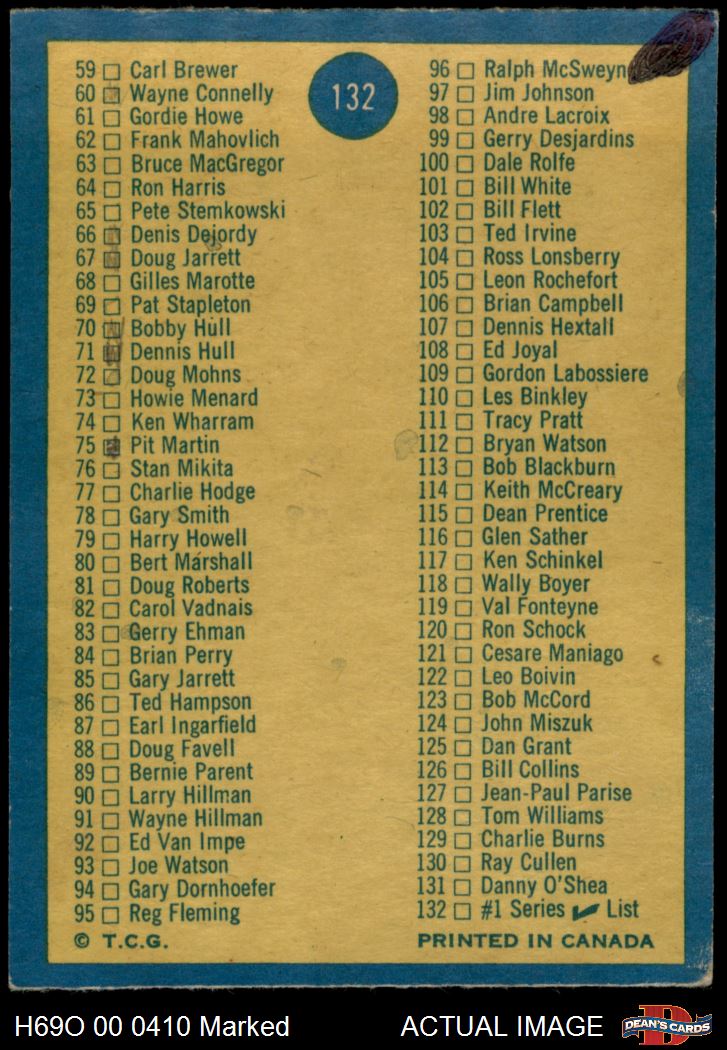 132
59 Carl Brewer
60 Wayne Connelly
61 Gordie Howe
62 Frank Mahovlich
63 Bruce MacGregor
64 Ron Harris
65 Pete Stemkowski
66 Denis Dejordy
67 Doug Jarrett
68 Gilles Marotte
69 Pat Stapleton
70 Bobby Hull
71 Dennis Hull
72 Doug Mohns
73 Howie Menard
74 Ken Wharram
75 Pit Martin
76 Stan Mikita
77 Charlie Hodge
78 Gary Smith
79 Harry Howell
80 Bert Marshall
81 Doug Roberts
82 Carol Vadnais
83 Gerry Ehman
84 Brian Perry
85 Gary Jarrett
86 Ted Hampson
87 Earl Ingarfield
88 Doug Favell
89 Bernie Parent
90 Larry Hillman
91 Wayne Hillman
92 Ed Van Impe
93 Joe Watson
94 Gary Dornhoefer
95 Reg Fleming
© T.C.G.
96 Ralph McSweyn
97 Jim Johnson
98 Andre Lacroix
99 Gerry Desjardins
100 Dale Rolfe
101 Bill White
102 Bill Flett
103 Ted Irvine
104 Ross Lonsberry
105 Leon Rochefort
106 Brian Campbell
107 Dennis Hextall
108 Ed Joyal
109 Gordon Labossiere
110 Les Binkley
111 Tracy Pratt
112 Bryan Watson
113 Bob Blackburn
114 Keith McCreary
115 Dean Prentice
116 Glen Sather
117 Ken Schinkel
118 Wally Boyer
119 Val Fonteyne
120 Ron Schock
121 Cesare Maniago
122 Leo Boivin
123 Bob McCord
124 John Miszuk
125 Dan Grant
126 Bill Collins
127 Jean-Paul Parise
128 Tom Williams
129 Charlie Burns
130 Ray Cullen
131 Danny O'Shea
132 #1 Series ✔ List
PRINTED IN CANADA
H69O 00 0410 Marked
ACTUAL IMAGE
D
DEAN'S CARDS